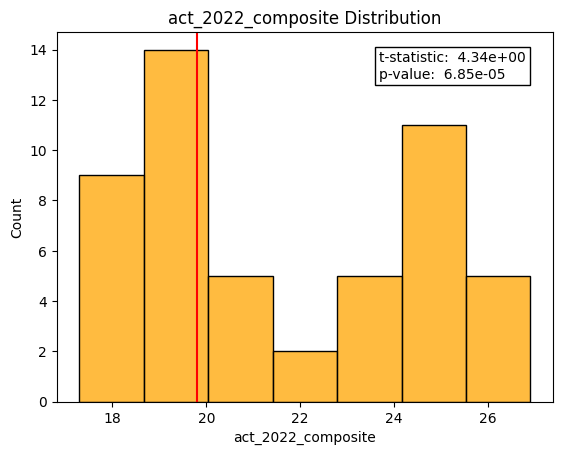 act_2022_composite Distribution
t-statistic:  4.34e+00
p-value:  6.85e-05
14
12
10
8
6
4
2
0
Count
18
20
22
24
26
act_2022_composite